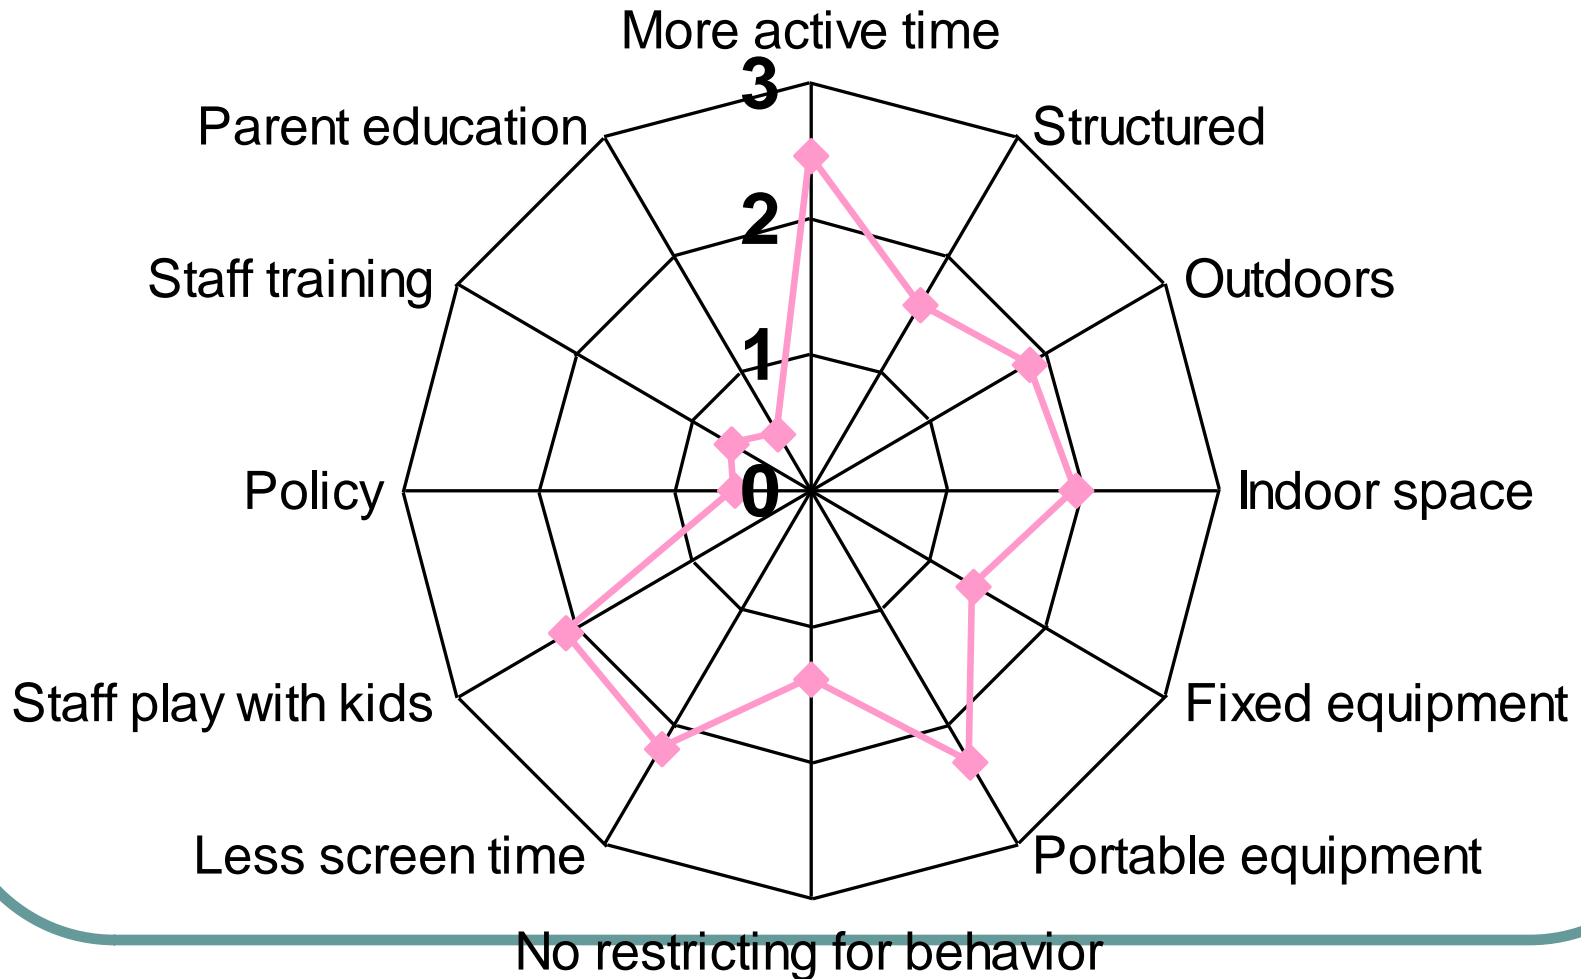 More active time
3
Parent education
Structured
2
Staff training
Outdoors
1
Policy
0
Indoor space
Staff play with kids
Fixed equipment
Less screen time
Portable equipment
No restricting for behavior